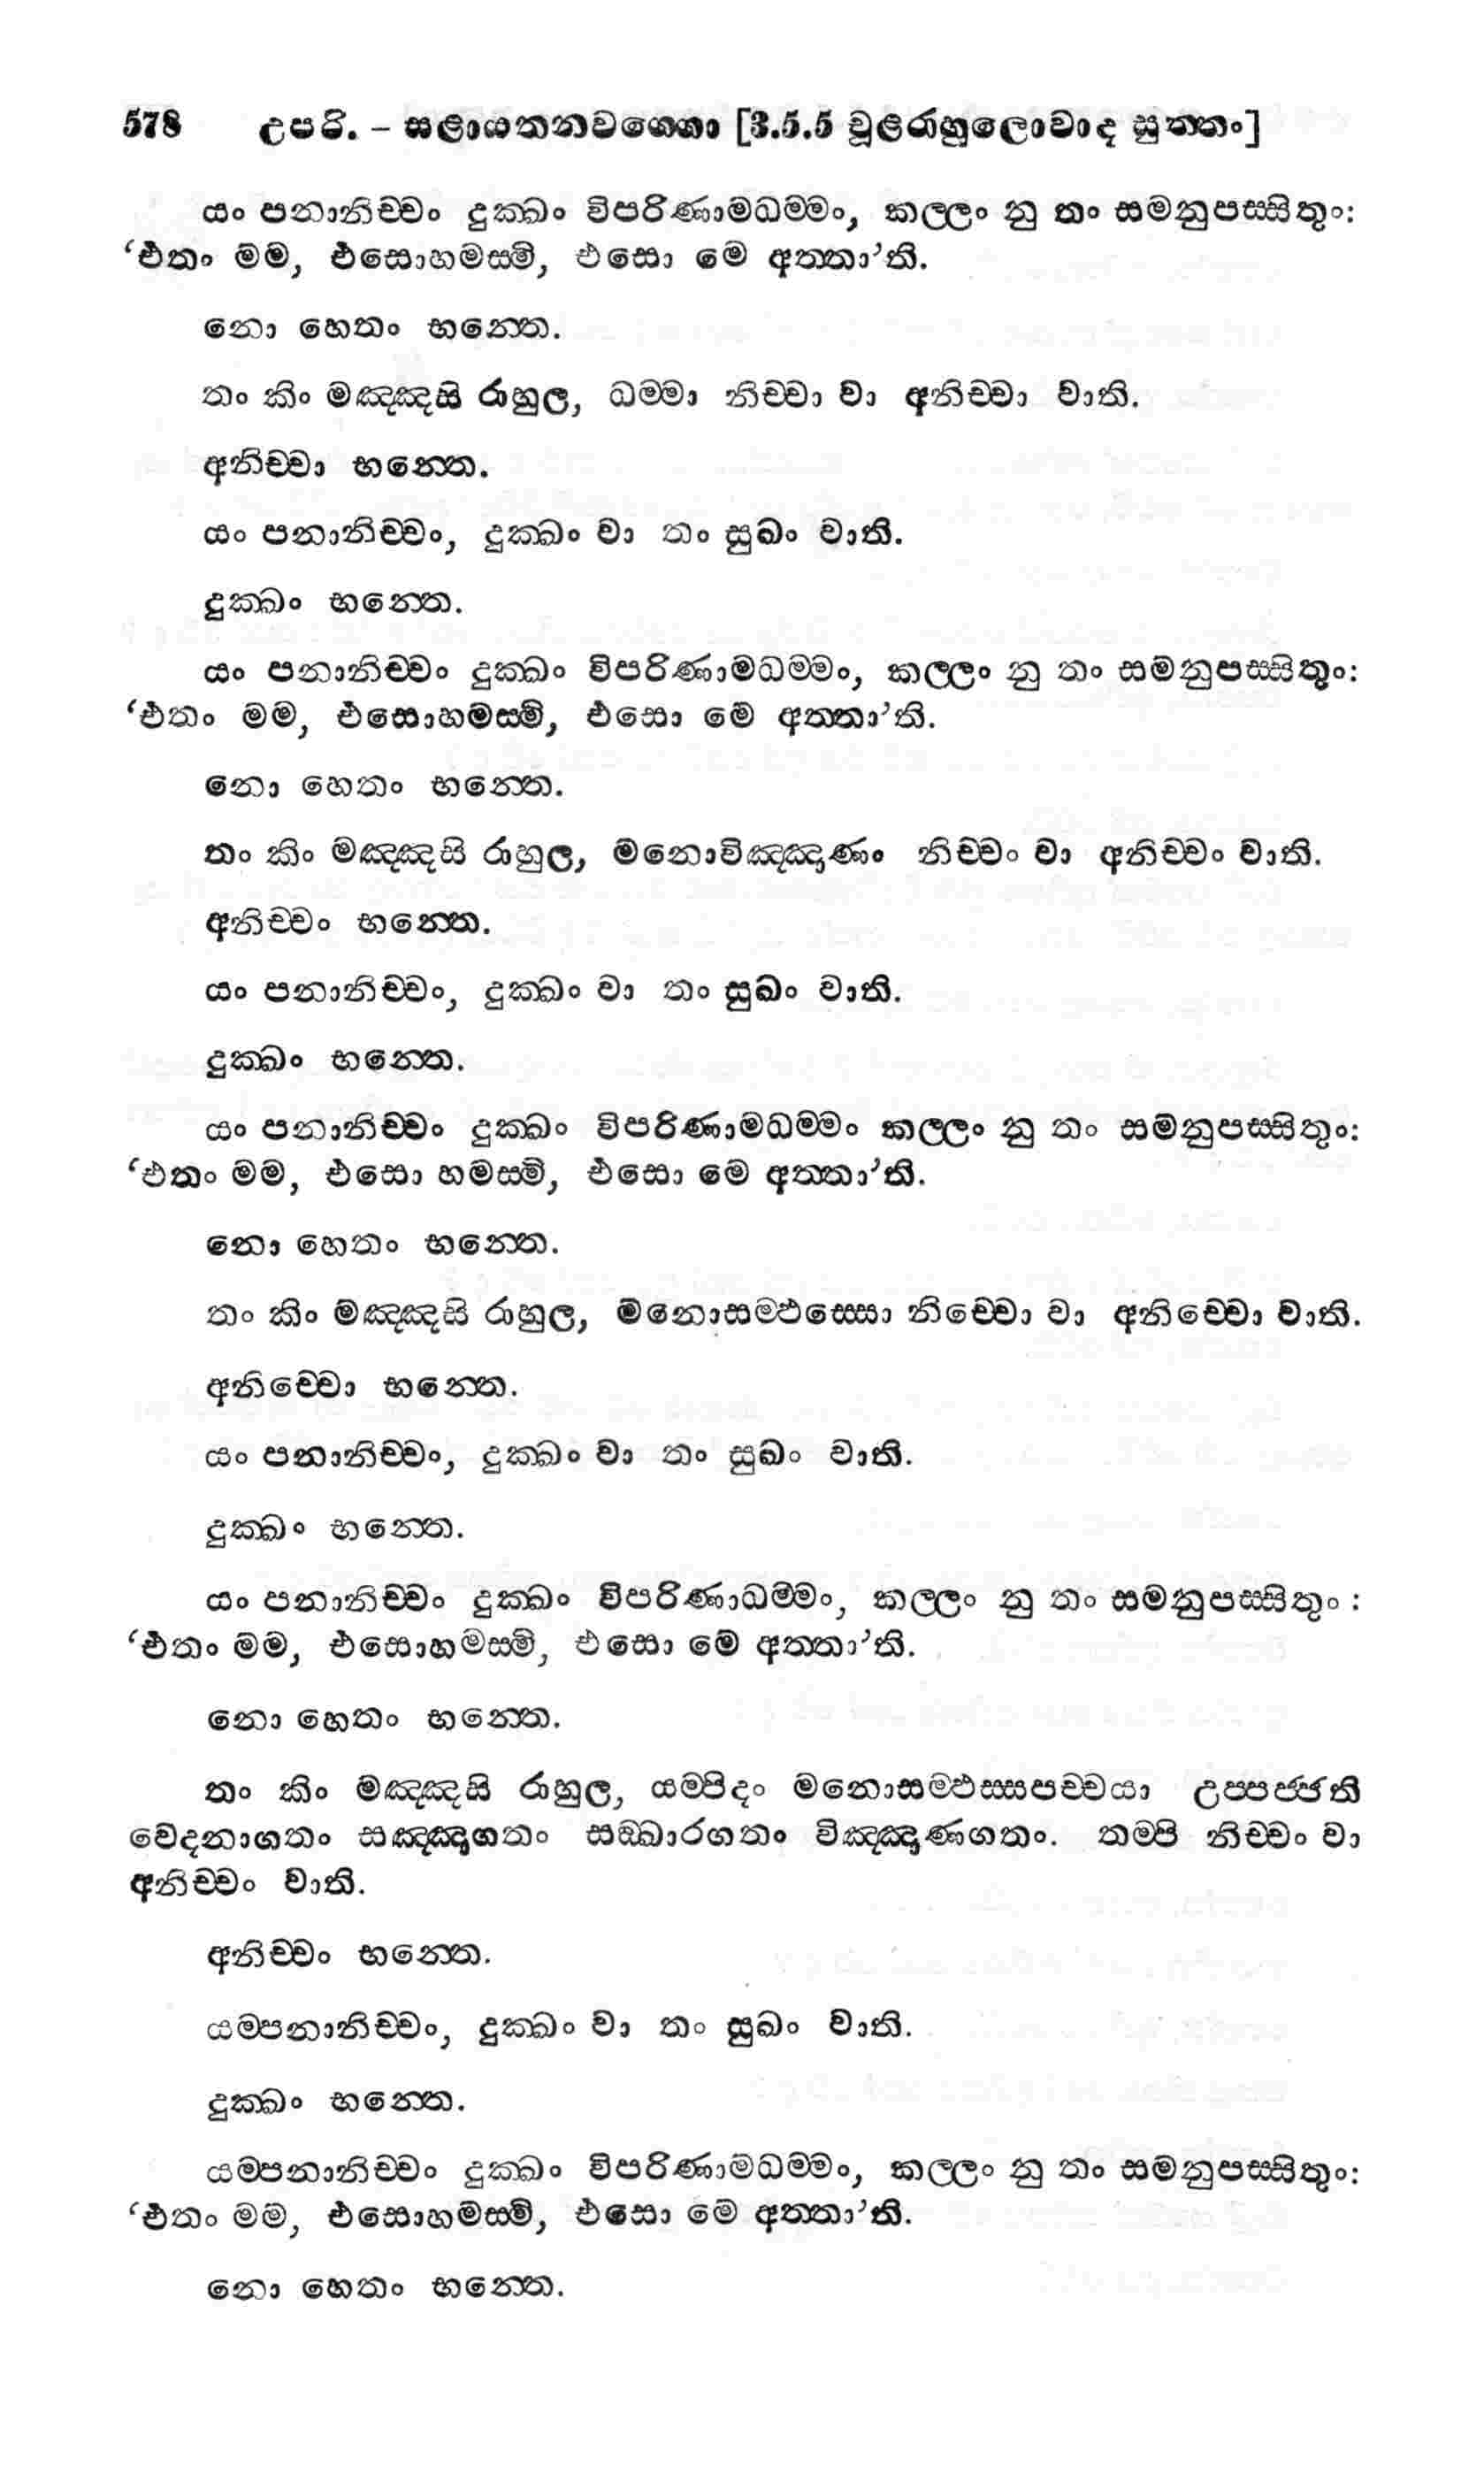 578 උපරි. – සළායතනවග්ගො [3.5.5 චූළරාහුලොවාද සුත්තං]
යං පනානිච්චං දුක්ඛං විපරිණාමධම්මං, කල්ලං නු තං සමනුපස්සිතුං:
‘එතං මම, එසොහමස්මි, එසො මෙ අත්තා’ති.
නො හෙතං භන්තෙ.
තං කිං මඤ්ඤසි රාහුල, ධම්මා නිච්චා වා අනිච්චා වාති.
අනිච්චා භන්තෙ.
යං පනානිච්චං, දුක්ඛං වා තං සුඛං වාති.
දුක්ඛං භන්තෙ.
යං පනානිච්චං දුක්ඛං විපරිණාමධම්මං, කල්ලං නු තං සමනුපස්සිතුං:
‘එතං මම, එසොහමස්මි, එසො මෙ අත්තා’ති.
නො හෙතං භන්තෙ.
තං කිං මඤ්ඤසි රාහුල, මනොවිඤ්ඤාණං නිච්චං වා අනිච්චං වාති.
අනිච්චං භන්තෙ.
යං පනානිච්චං, දුක්ඛං වා තං සුඛං වාති.
දුක්ඛං භන්තෙ.
යං පනානිච්චං දුක්ඛං විපරිණාමධම්මං කල්ලං නු තං සමනුපස්සිතුං:
‘එතං මම, එසො හමස්මි, එසො මෙ අත්තා’ති.
නො හෙතං භන්තෙ.
තං කිං මඤ්ඤසි රාහුල, මනොසම්ඵස්සො නිච්චො වා අනිච්චො වාති.
අනිච්චො භන්තෙ.
යං පනානිච්චං, දුක්ඛං වා තං සුඛං වාති.
දුක්ඛං භන්තෙ.
යං පනානිච්චං දුක්ඛං විපරිණාධම්මං, කල්ලං නු තං සමනුපස්සිතුං :
‘එතං මම, එසොහමස්මි, එසො මෙ අත්තා’ති.
නො හෙතං භන්තෙ.
තං කිං මඤ්ඤසි රාහුල, යම්පිදං මනොසම්ඵස්සපච්චයා උප්පජ්ජති
වෙදනාගතං සඤ්ඤාගතං සඞ්ඛාරගතං විඤ්ඤාණගතං. තම්පි නිච්චං වා
අනිච්චං වාති.
අනිච්චං භන්තෙ.
යම්පනානිච්චං, දුක්ඛං වා තං සුඛං වාති.
දුක්ඛං භන්තෙ.
යම්පනානිච්චං දුක්ඛං විපරිණාමධම්මං, කල්ලං නු තං සමනුපස්සිතුං:
‘එතං මම, එසොහමස්මි, එසො මෙ අත්තා’ති.
නො හෙතං භන්තෙ.